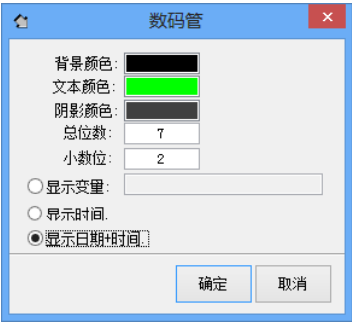 数码管
背景颜色:
文本颜色:
阴影颜色:
总位数: 7
小数位: 2
显示变量:
显示时间.
显示日期+时间.
确定 取消